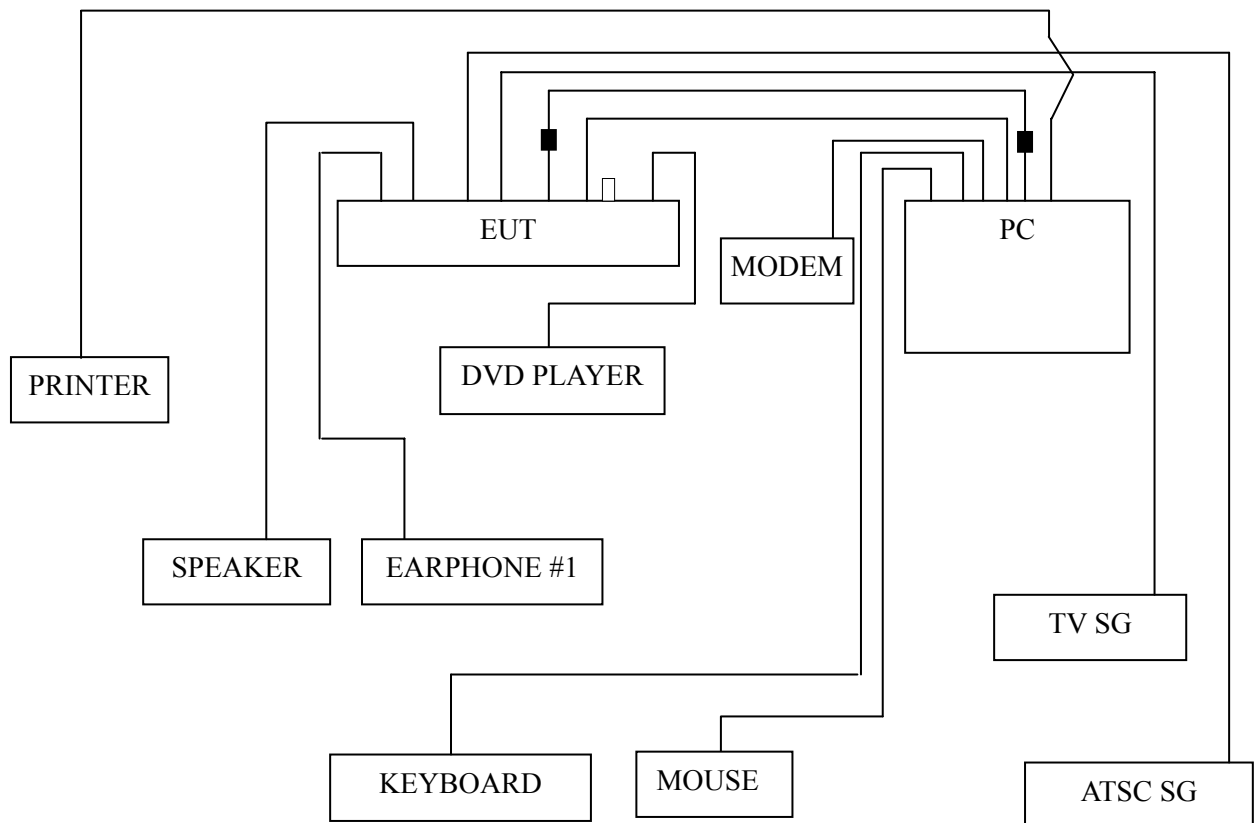 EUT
PC
MODEM
DVD PLAYER
PRINTER
SPEAKER
EARPHONE #1
TV SG
KEYBOARD
MOUSE
ATSC SG